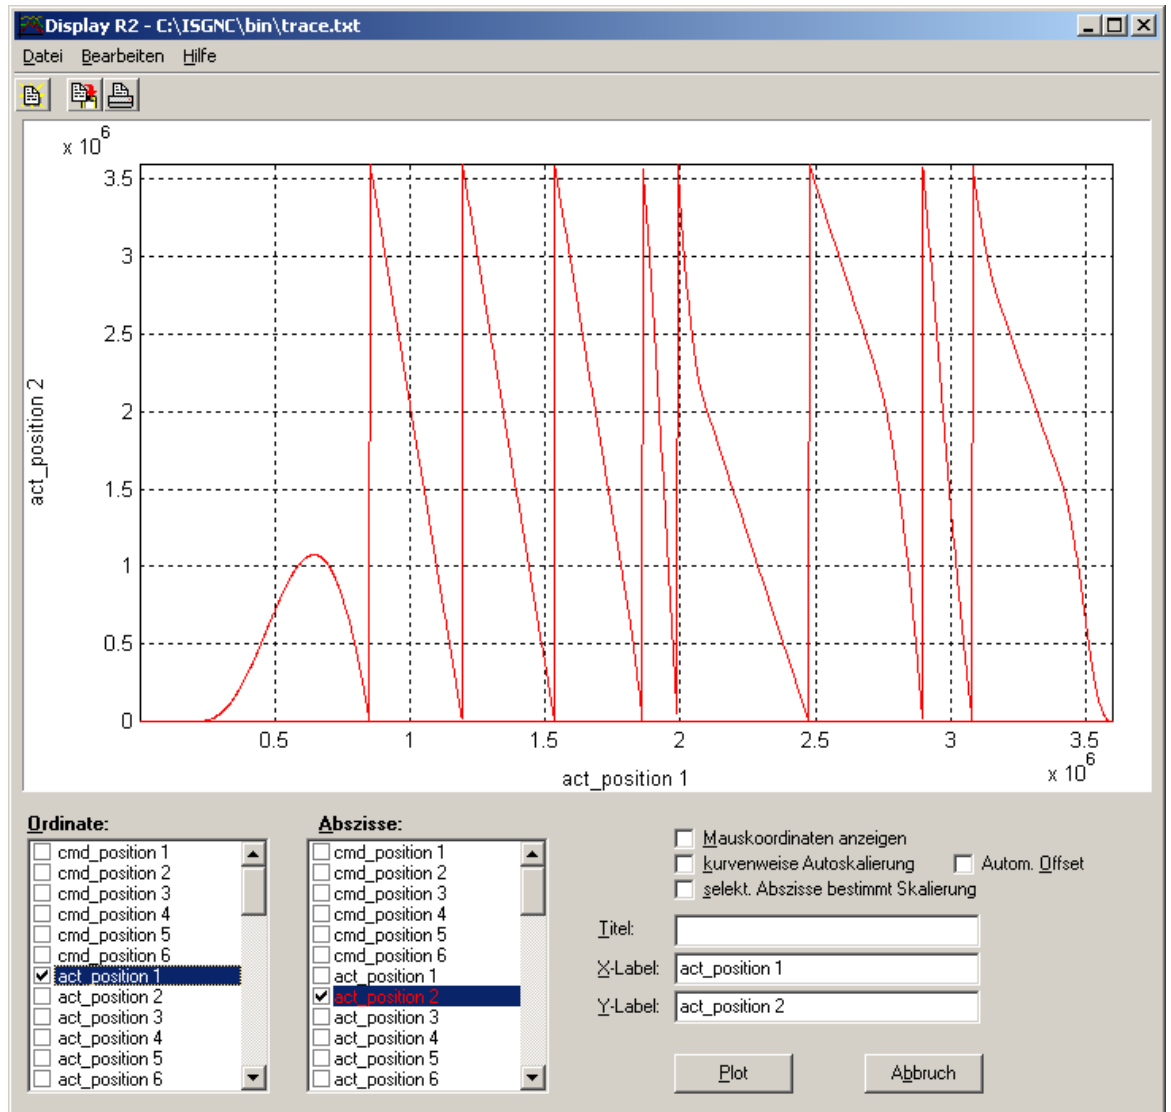 Display R2 - C:\ISGNC\bin\trace.txt
Datei Bearbeiten Hilfe
x 10^6
3.5
3
2.5
2
1.5
1
0.5
0
act_position 2
0.5 1 1.5 2 2.5 3 3.5
x 10^6
act_position 1
Ordinate:
cmd_position 1
cmd_position 2
cmd_position 3
cmd_position 4
cmd_position 5
cmd_position 6
act_position 1
act_position 2
act_position 3
act_position 4
act_position 5
act_position 6
Abszisse:
cmd_position 1
cmd_position 2
cmd_position 3
cmd_position 4
cmd_position 5
cmd_position 6
act_position 1
act_position 2
act_position 3
act_position 4
act_position 5
act_position 6
Mauskoordinaten anzeigen
kurvenweise Autoskalierung Autom. Offset
selekt. Abszisse bestimmt Skalierung
Titel:
X-Label: act_position 1
Y-Label: act_position 2
Plot Abbruch